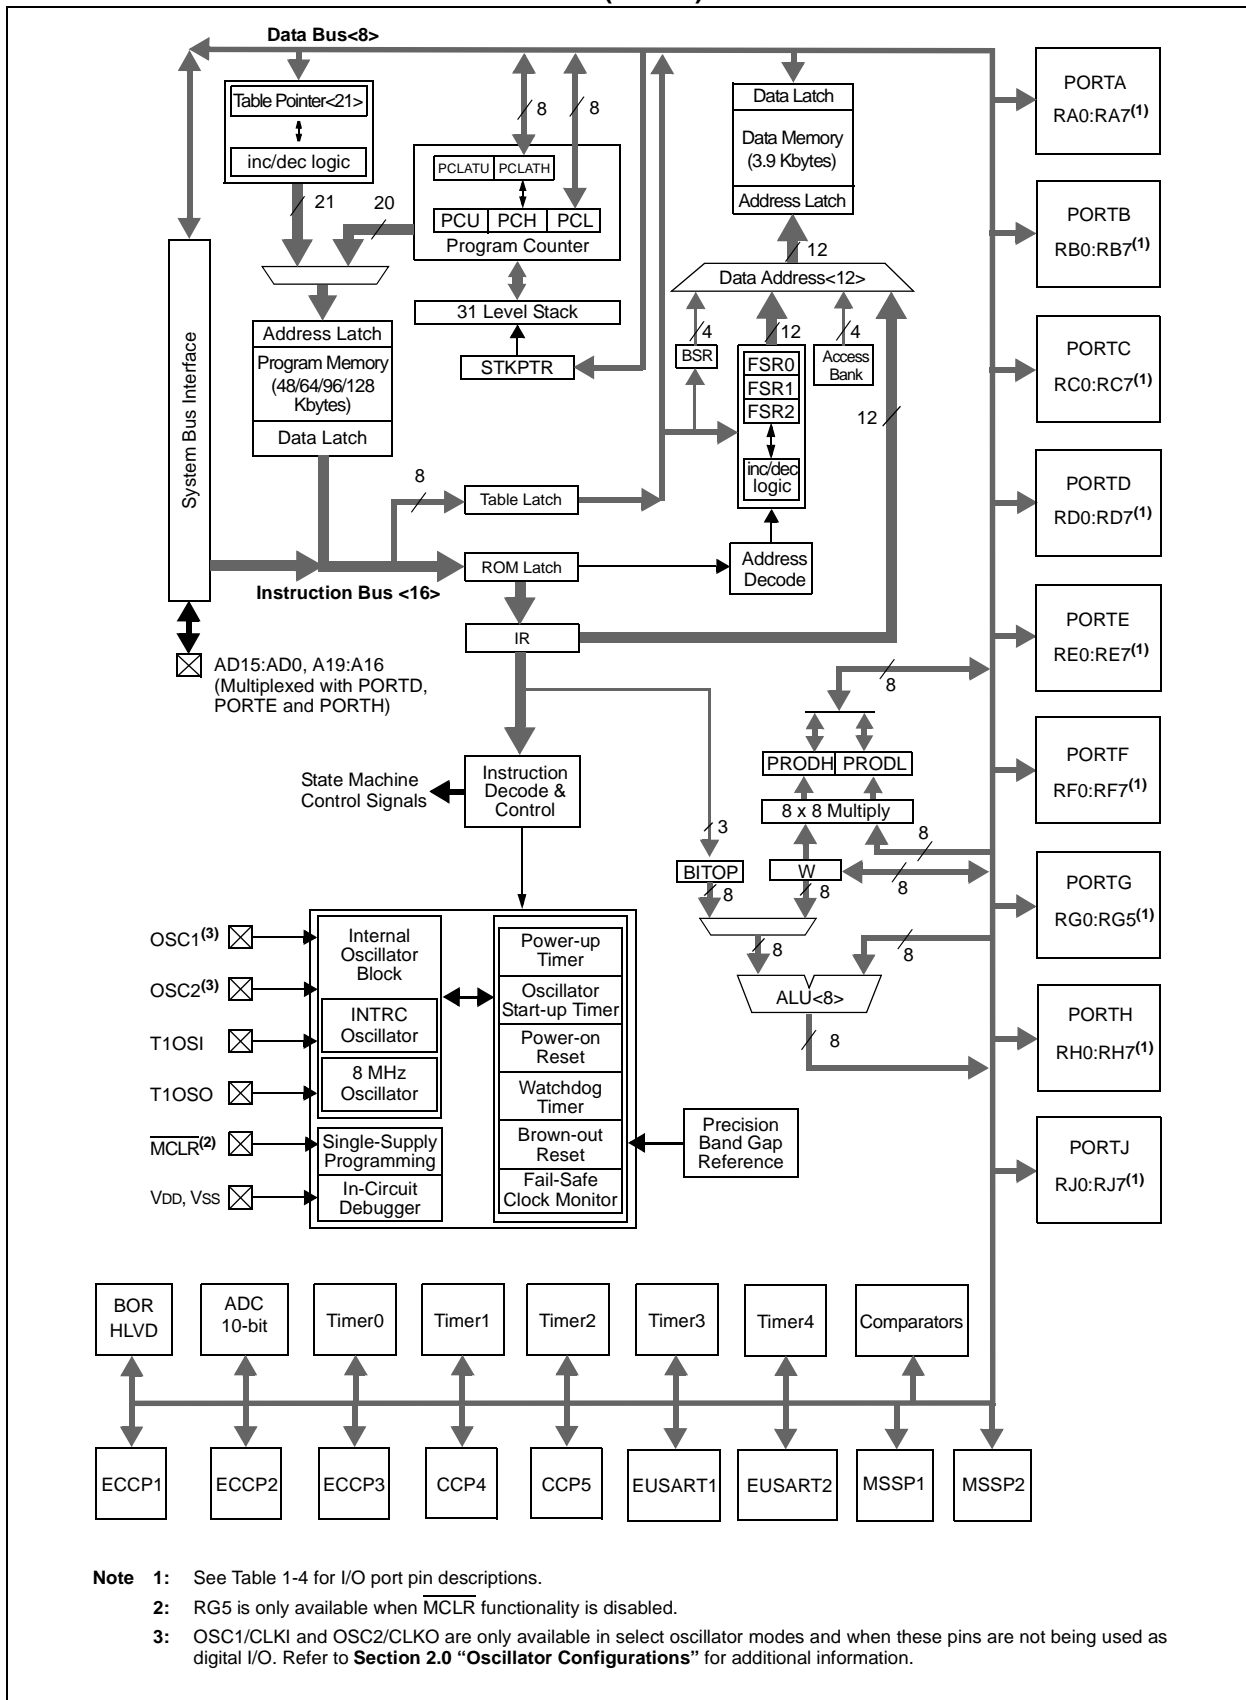 Data Bus<8>
Table Pointer<21>
inc/dec logic
21
20
8
8
PCLATU PCLATH
PCU PCH PCL
Program Counter
31 Level Stack
STKPTR
Data Latch
Data Memory
(3.9 Kbytes)
Address Latch
12
Data Address<12>
4
12
4
BSR
FSR0
FSR1
FSR2
inc/dec
logic
Access
Bank
12
System Bus Interface
Address Latch
Program Memory
(48/64/96/128
Kbytes)
Data Latch
8
Table Latch
ROM Latch
Address
Decode
Instruction Bus <16>
IR
AD15:AD0, A19:A16
(Multiplexed with PORTD,
PORTE and PORTH)
State Machine
Control Signals
Instruction
Decode &
Control
8
PRODH PRODL
8 x 8 Multiply
3
8
BITOP
W
8
8
8
8
8
ALU<8>
8
OSC1(3)
OSC2(3)
T1OSI
T1OSO
MCLR(2)
VDD, VSS
Internal
Oscillator
Block
INTRC
Oscillator
8 MHz
Oscillator
Single-Supply
Programming
In-Circuit
Debugger
Power-up
Timer
Oscillator
Start-up Timer
Power-on
Reset
Watchdog
Timer
Brown-out
Reset
Fail-Safe
Clock Monitor
Precision
Band Gap
Reference
PORTA
RA0:RA7(1)
PORTB
RB0:RB7(1)
PORTC
RC0:RC7(1)
PORTD
RD0:RD7(1)
PORTE
RE0:RE7(1)
PORTF
RF0:RF7(1)
PORTG
RG0:RG5(1)
PORTH
RH0:RH7(1)
PORTJ
RJ0:RJ7(1)
BOR
HLVD
ADC
10-bit
Timer0
Timer1
Timer2
Timer3
Timer4
Comparators
ECCP1
ECCP2
ECCP3
CCP4
CCP5
EUSART1
EUSART2
MSSP1
MSSP2
Note 1: See Table 1-4 for I/O port pin descriptions.
2: RG5 is only available when MCLR functionality is disabled.
3: OSC1/CLKI and OSC2/CLKO are only available in select oscillator modes and when these pins are not being used as
digital I/O. Refer to Section 2.0 “Oscillator Configurations” for additional information.